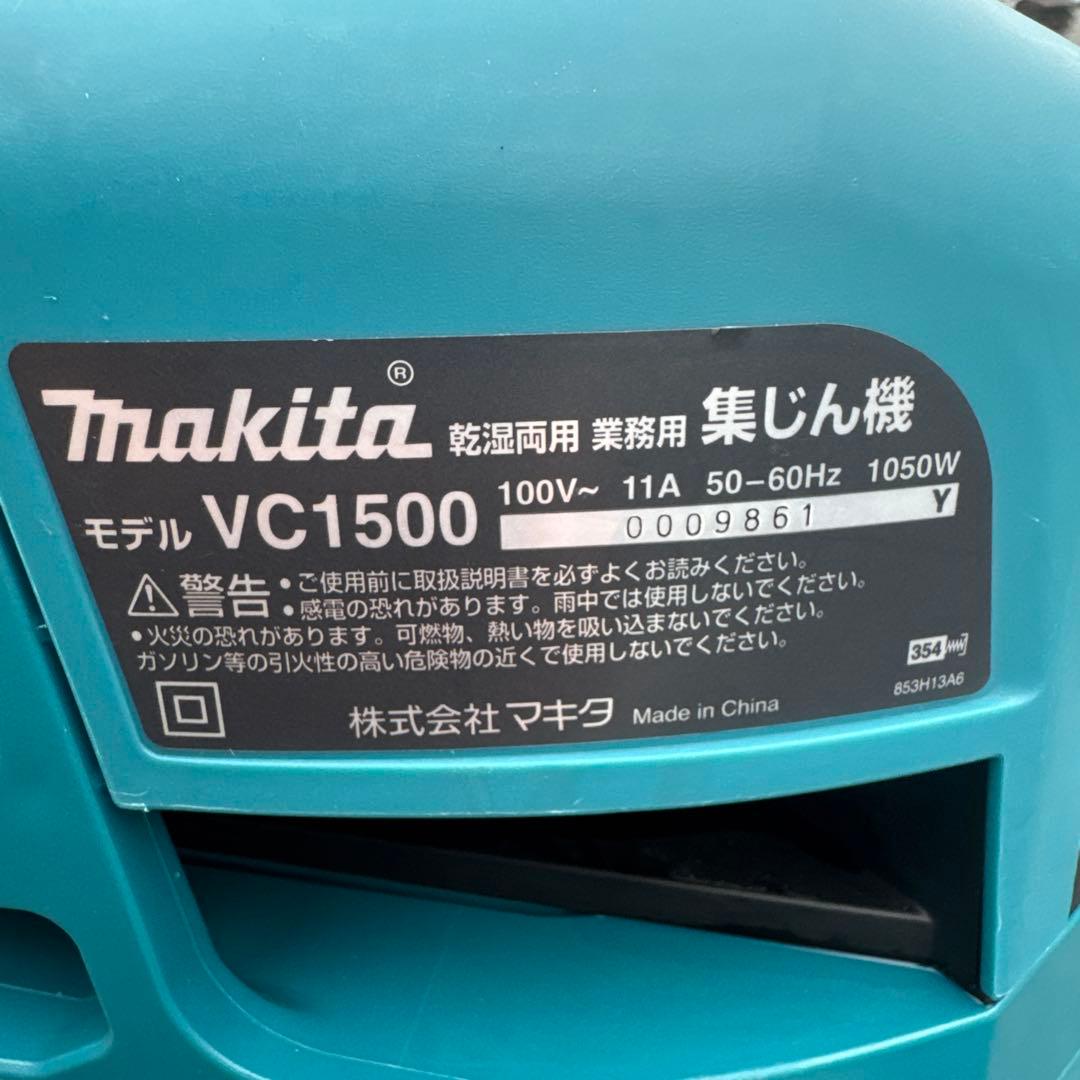 makita® 乾湿両用 業務用 集じん機
モデル VC1500 100V~ 11A 50-60Hz 1050W
0009861 Y
警告 •ご使用前に取扱説明書を必ずよくお読みください。
•感電の恐れがあります。雨中では使用しないでください。
•火災の恐れがあります。可燃物、熱い物を吸い込まないでください。
ガソリン等の引火性の高い危険物の近くで使用しないでください。
354
853H13A6
株式会社マキタ Made in China